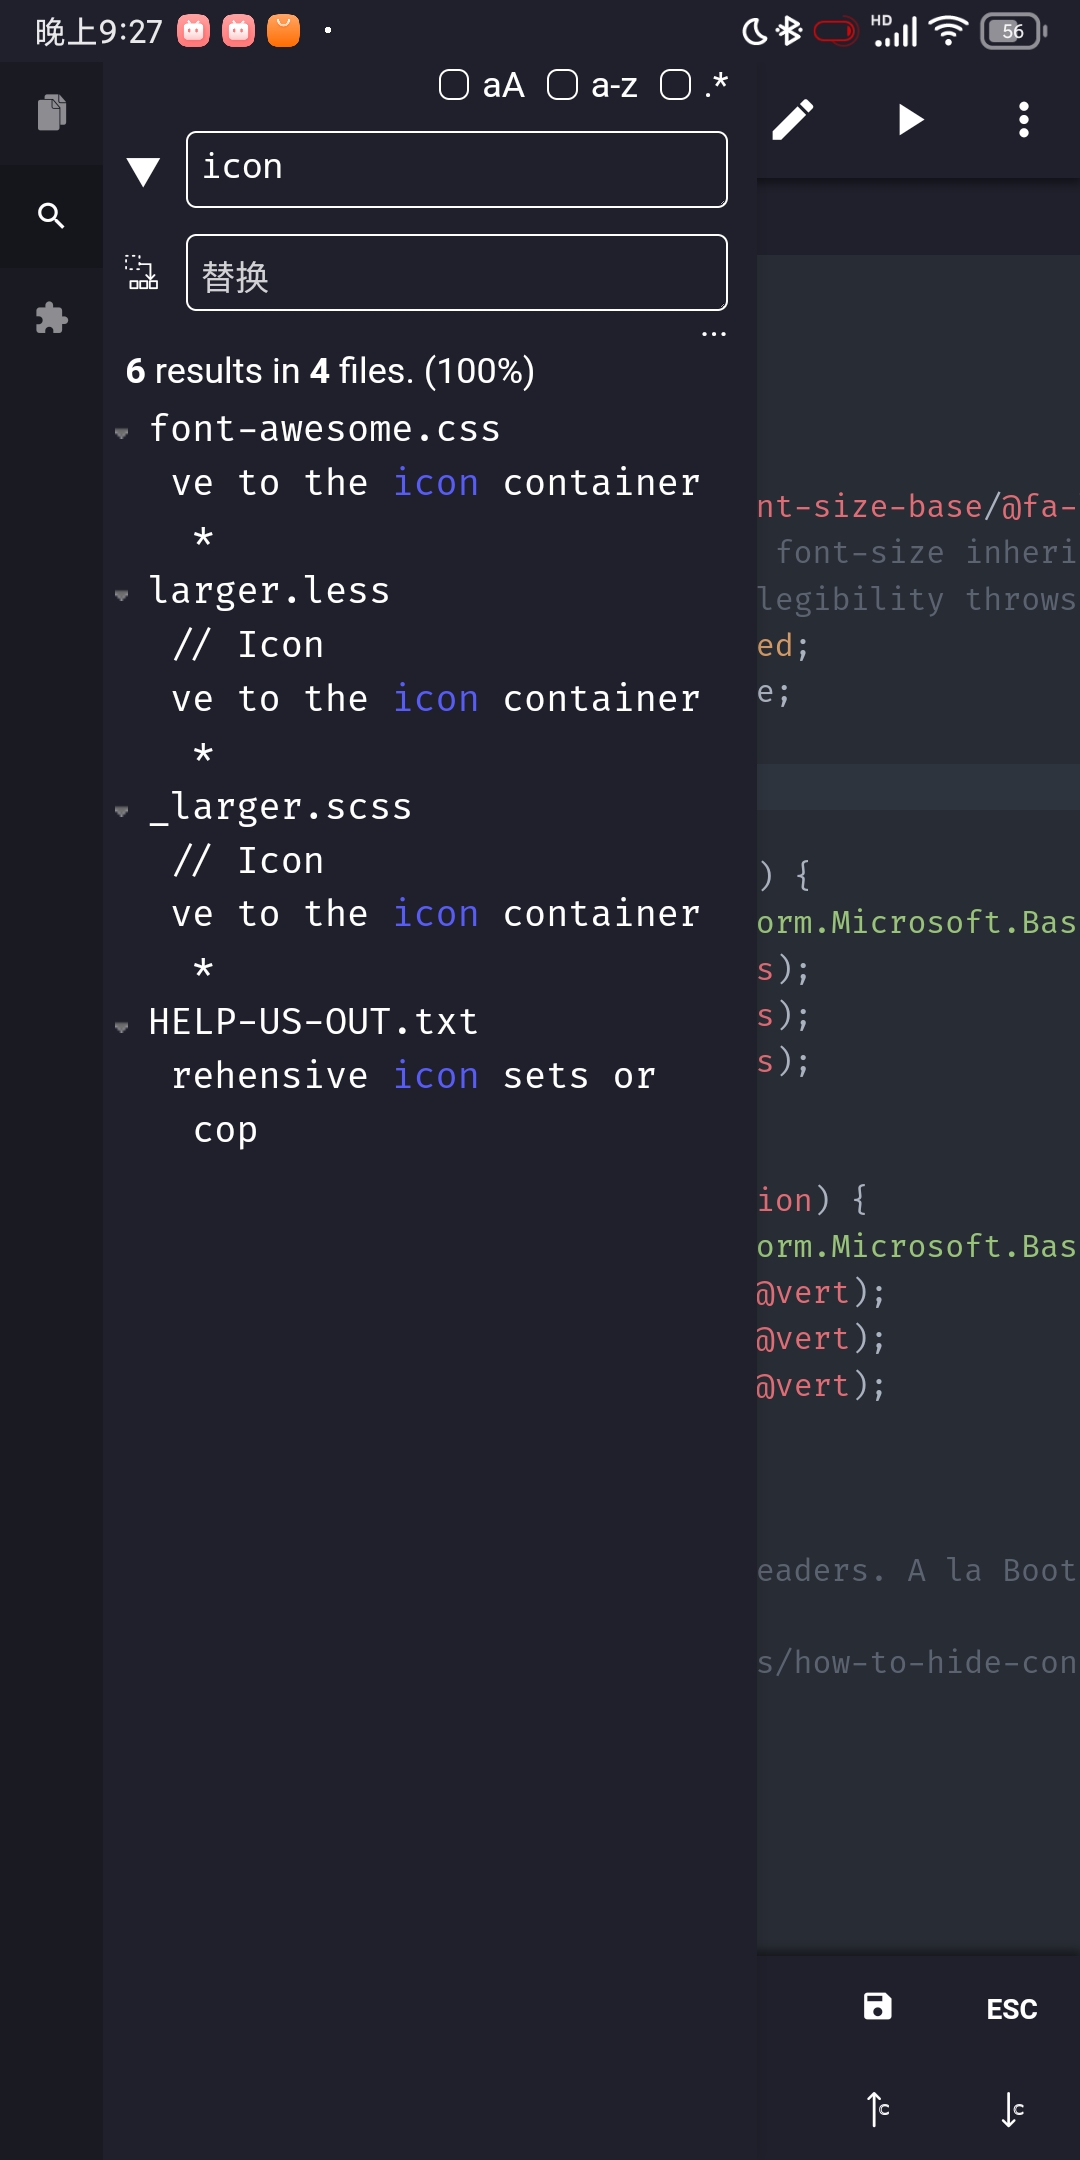 晚上9:27
HD
56
aA a-z .*
icon
替换
...
6 results in 4 files. (100%)
font-awesome.css
ve to the icon container
*
larger.less
// Icon
ve to the icon container
*
_larger.scss
// Icon
ve to the icon container
*
HELP-US-OUT.txt
rehensive icon sets or
cop
nt-size-base/@fa-
font-size inheri
legibility throws
ed;
e;
) {
orm.Microsoft.Bas
s);
s);
s);
ion) {
orm.Microsoft.Bas
@vert);
@vert);
@vert);
eaders. A la Boot
s/how-to-hide-con
ESC
C C